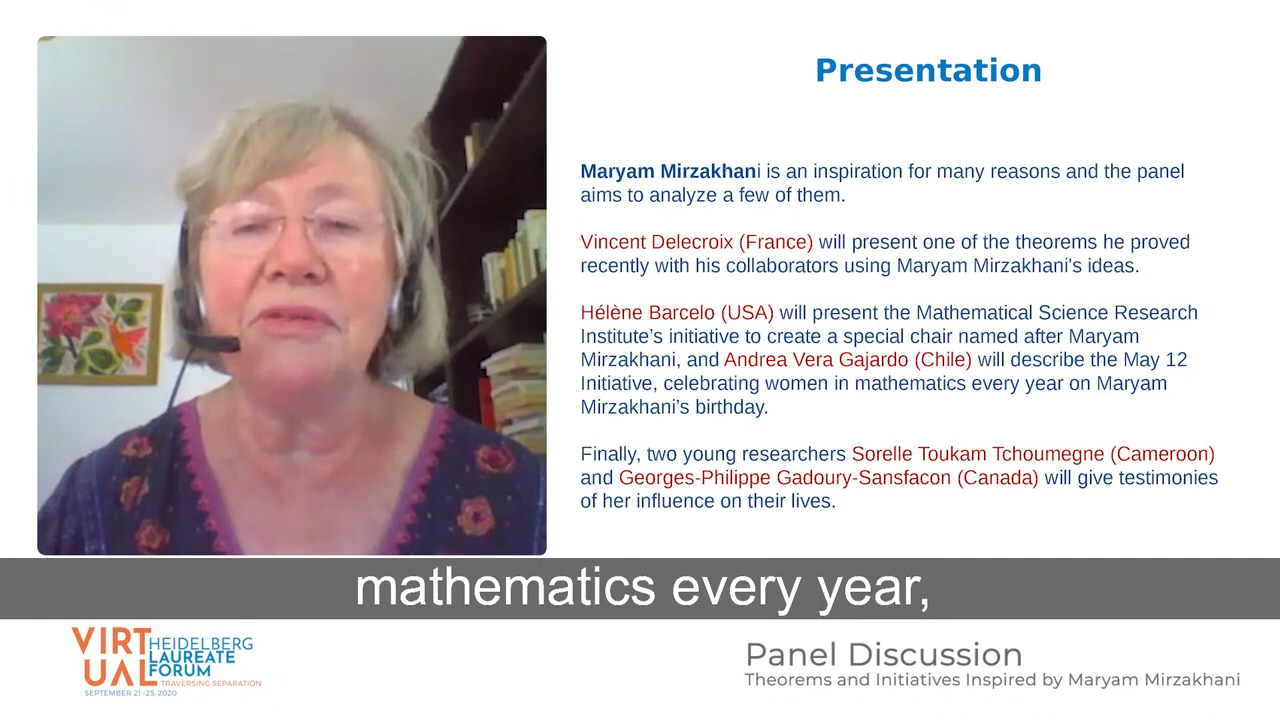 Presentation
Maryam Mirzakhani is an inspiration for many reasons and the panel
aims to analyze a few of them.
Vincent Delecroix (France) will present one of the theorems he proved
recently with his collaborators using Maryam Mirzakhani's ideas.
Hélène Barcelo (USA) will present the Mathematical Science Research
Institute’s initiative to create a special chair named after Maryam
Mirzakhani, and Andrea Vera Gajardo (Chile) will describe the May 12
Initiative, celebrating women in mathematics every year on Maryam
Mirzakhani’s birthday.
Finally, two young researchers Sorelle Toukam Tchoumegne (Cameroon)
and Georges-Philippe Gadoury-Sansfacon (Canada) will give testimonies
of her influence on their lives.
mathematics every year,
VIRTUAL
HEIDELBERG
LAUREATE
FORUM
TRAVERSING SEPARATION
SEPTEMBER 21–25, 2020
Panel Discussion
Theorems and Initiatives Inspired by Maryam Mirzakhani